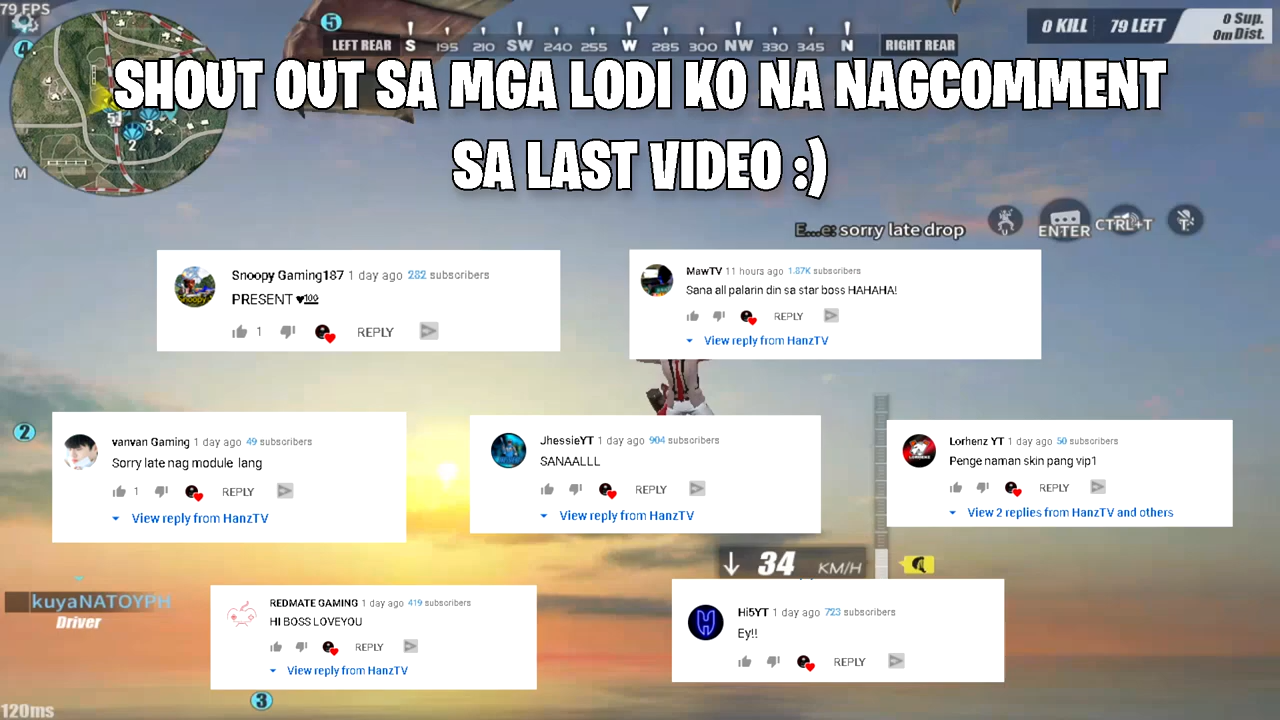 79 FPS
5
LEFT REAR S 195 210 SW 240 255 W 285 300 NW 330 345 N RIGHT REAR
0 KILL 79 LEFT 0 Sup.
0m Dist.
4
SHOUT OUT SA MGA LODI KO NA NAGCOMMENT
SA LAST VIDEO :)
3
2
M
sorry late drop
ENTER CTRL+T T
Snoopy Gaming187 1 day ago 282 subscribers
PRESENT ♥💯
1 REPLY
MawTV 11 hours ago 1.87K subscribers
Sana all palarin din sa star boss HAHAHA!
REPLY
View reply from HanzTV
2
vanvan Gaming 1 day ago 49 subscribers
Sorry late nag module lang
1 REPLY
View reply from HanzTV
JhessieYT 1 day ago 904 subscribers
SANAALLL
REPLY
View reply from HanzTV
Lorhenz YT 1 day ago 50 subscribers
Penge naman skin pang vip1
REPLY
View 2 replies from HanzTV and others
34 KM/H
kuyaNATOYPH
Driver
REDMATE GAMING 1 day ago 419 subscribers
HI BOSS LOVEYOU
REPLY
View reply from HanzTV
Hi5YT 1 day ago 723 subscribers
Ey!!
REPLY
3
120ms